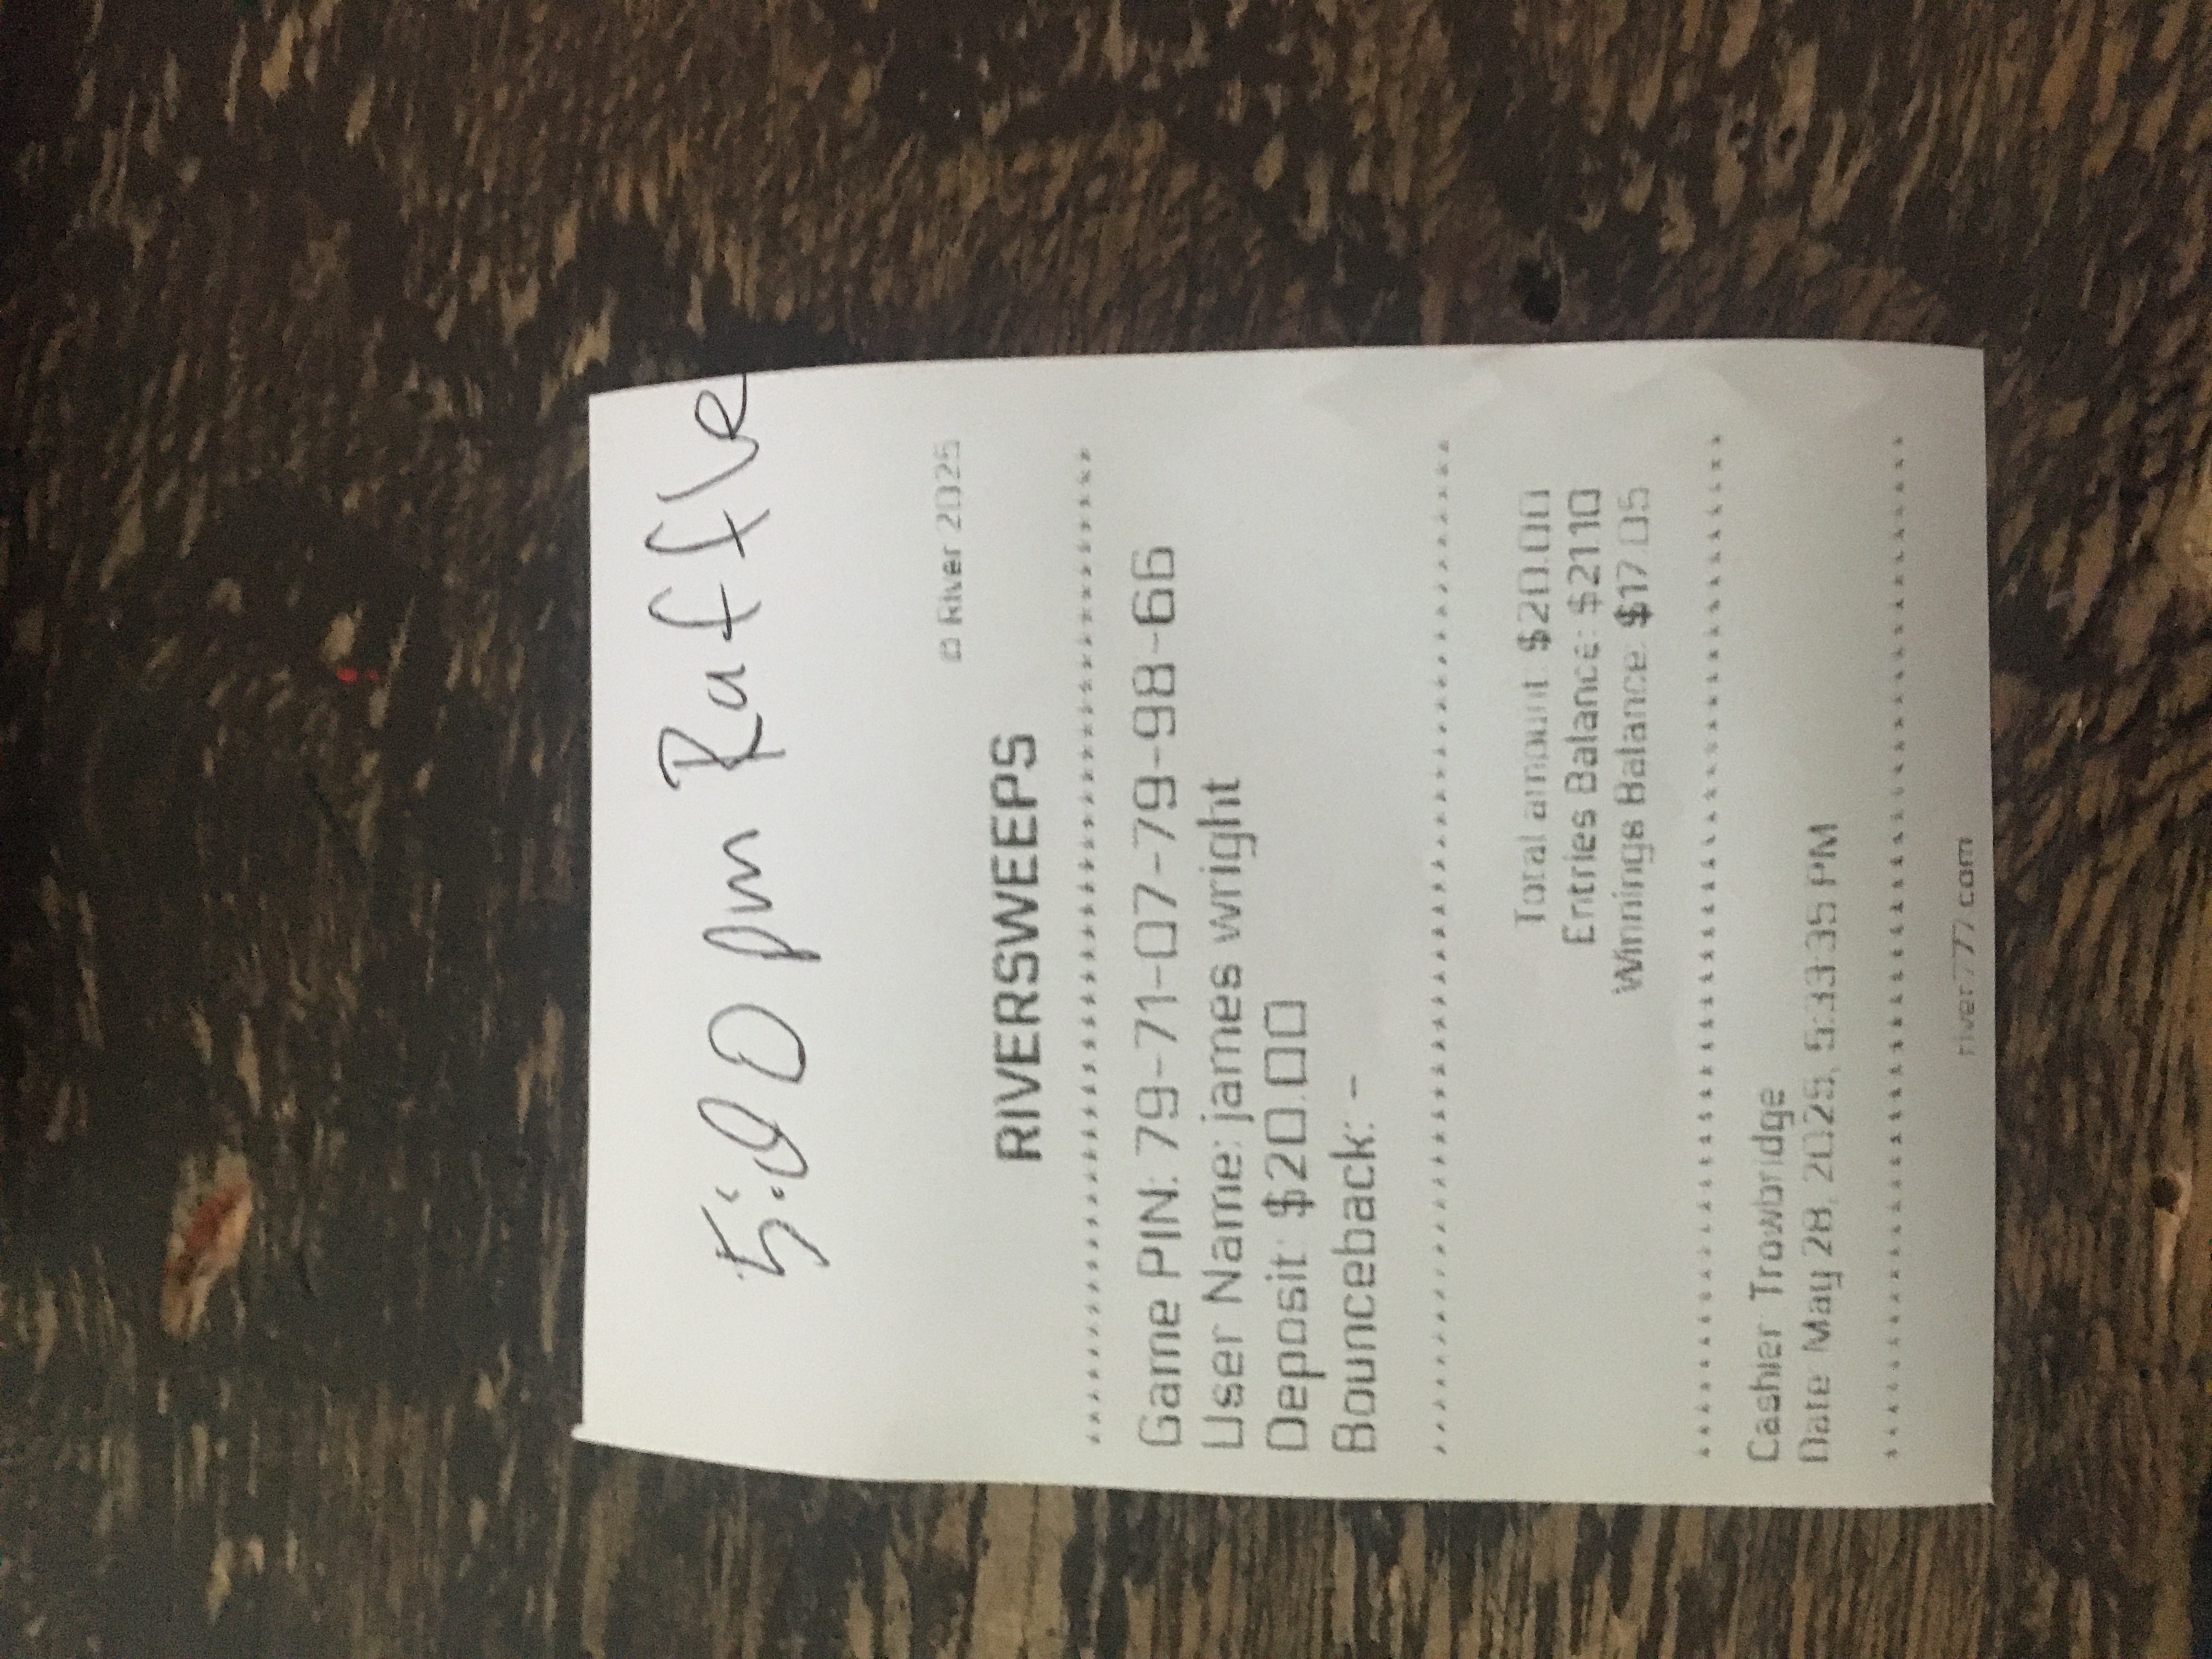 5:00 pm Raffle
© River 2025
RIVERSWEEPS
Game PIN: 79-71-07-79-98-66
User Name: james wright
Deposit: $20.00
Bounceback: -
Total amount: $20.00
Entries Balance: $21.10
Winnings Balance: $17.05
Cashier: Trowbridge
Date: May 28, 2025, 5:33:35 PM
river777.com